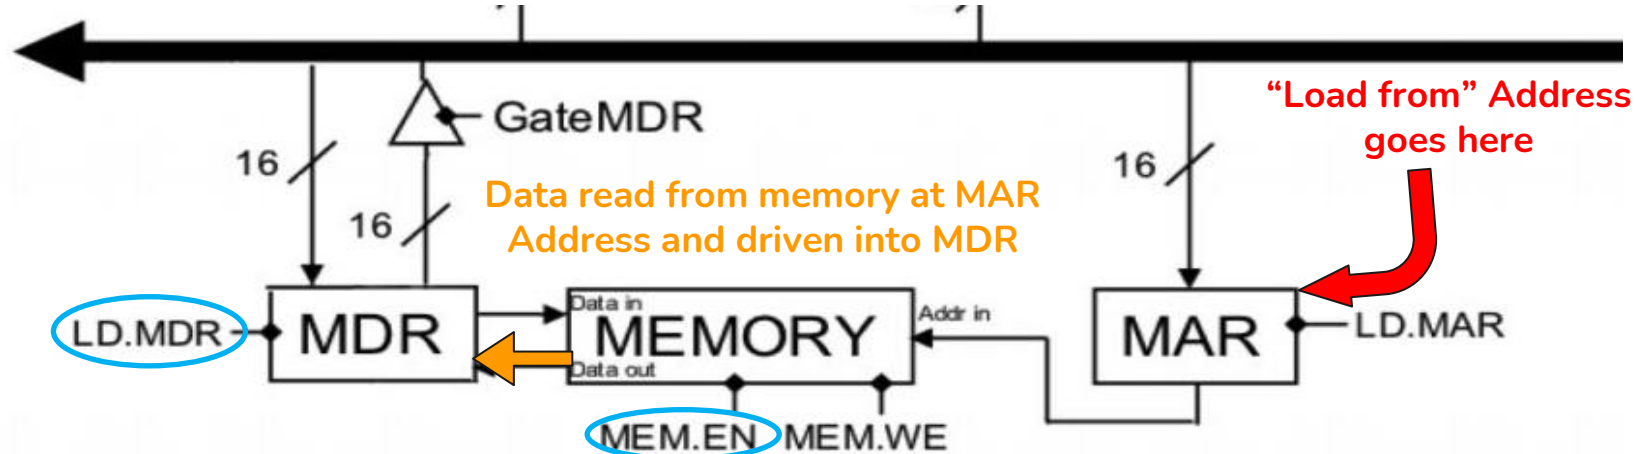 “Load from” Address
goes here
GateMDR
16
16
16
Data read from memory at MAR
Address and driven into MDR
LD.MDR
MDR
Data in
MEMORY
Data out
Addr in
MAR
LD.MAR
MEM.EN
MEM.WE